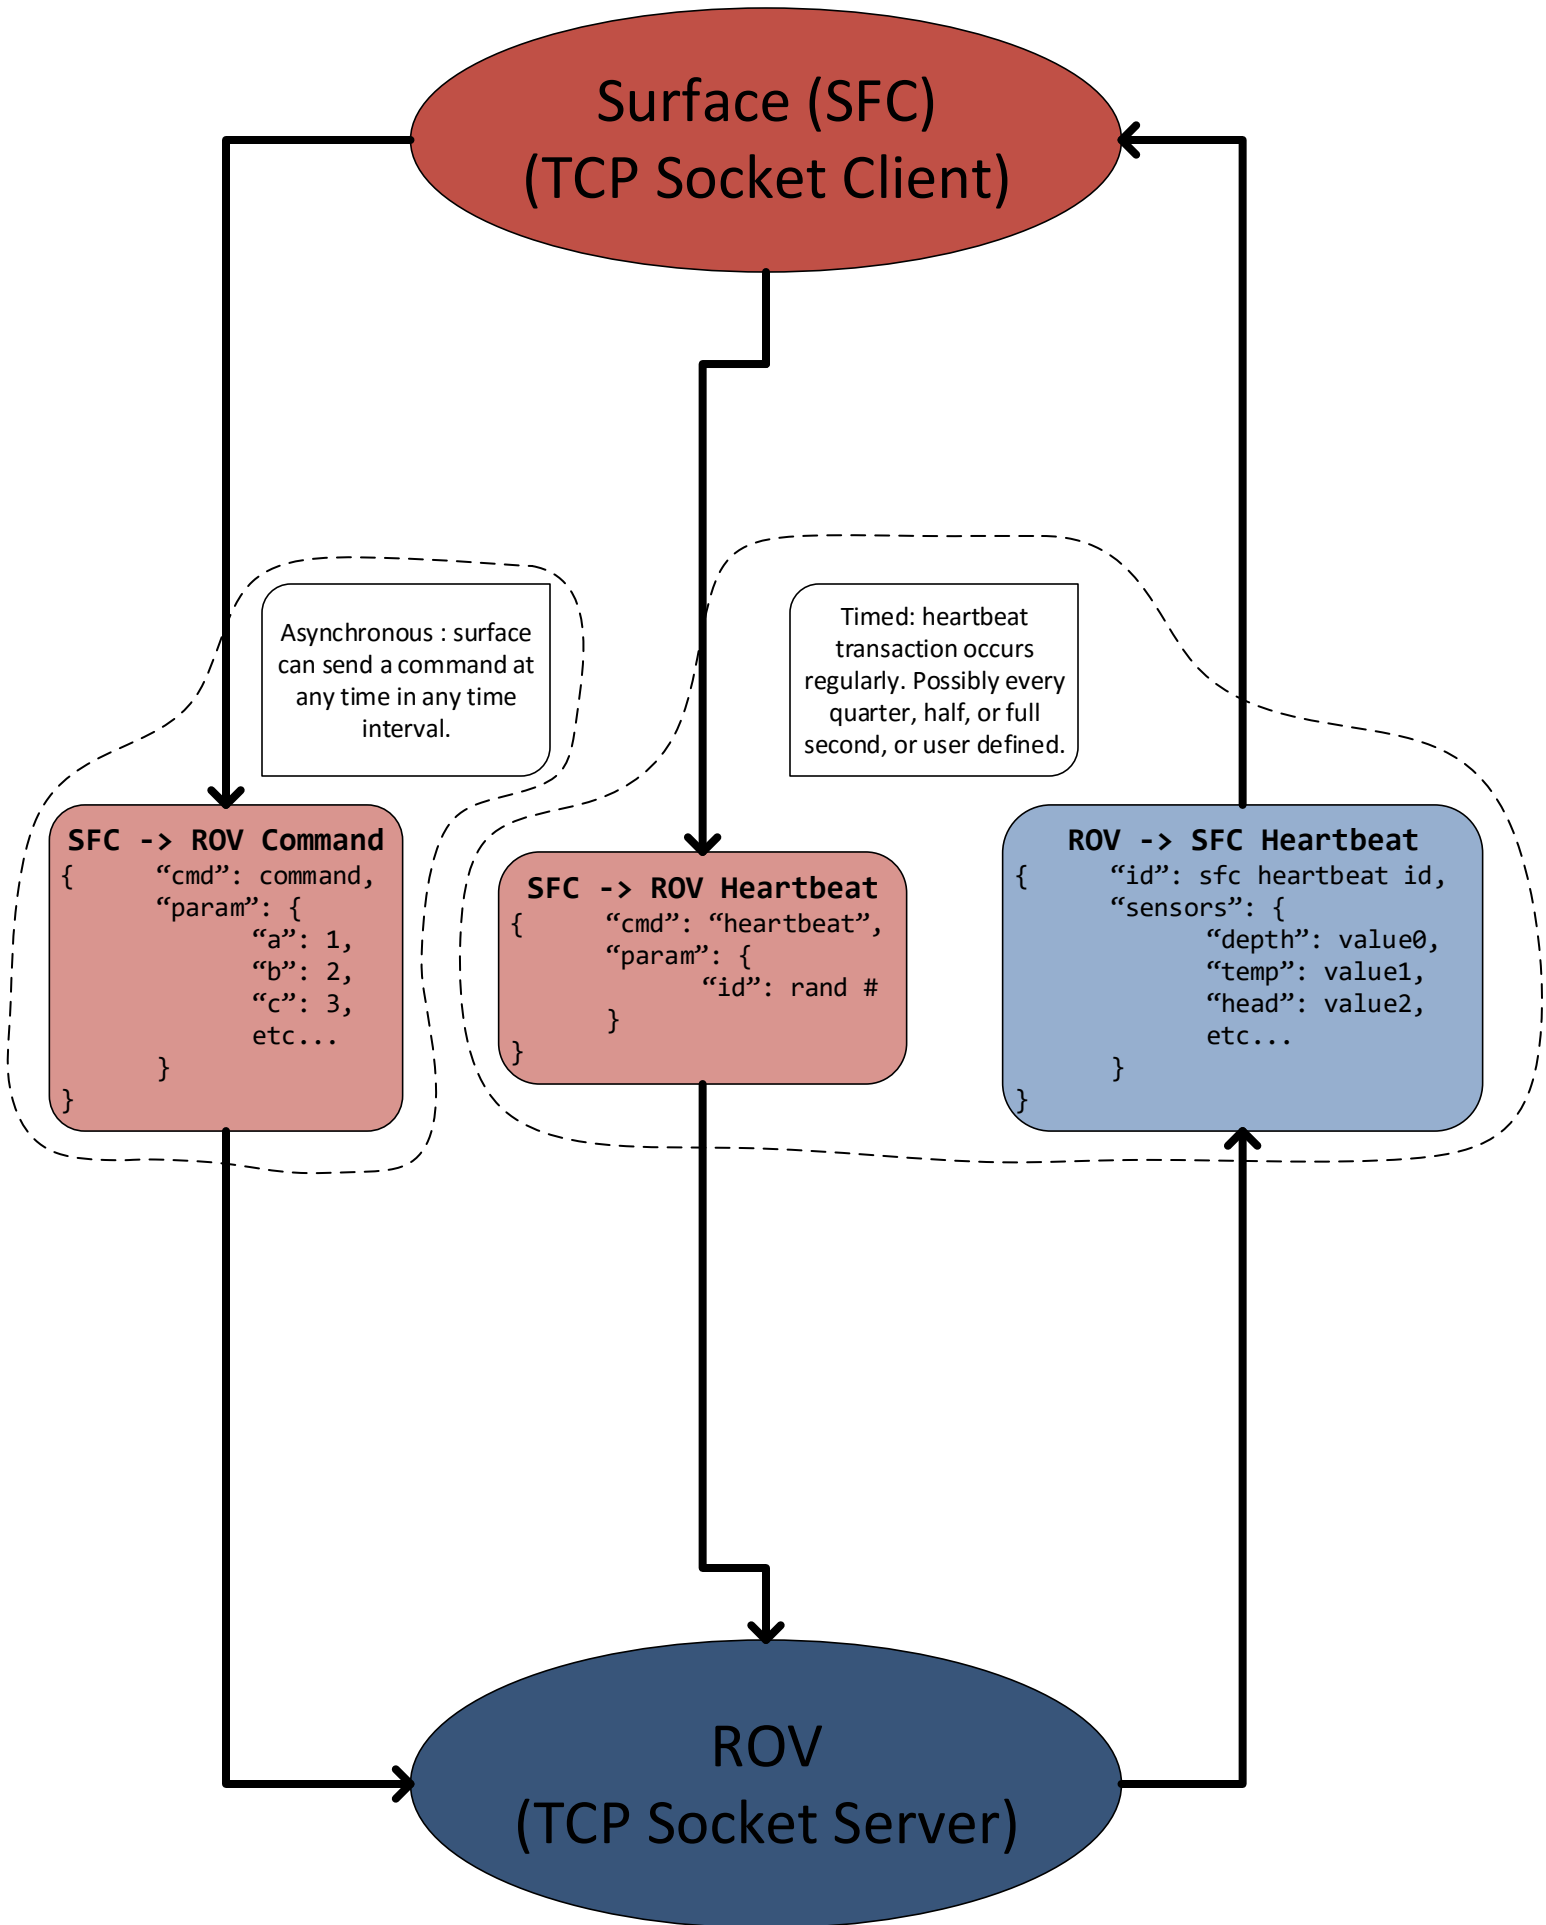 Surface (SFC)
(TCP Socket Client)
Asynchronous : surface
can send a command at
any time in any time
interval.
Timed: heartbeat
transaction occurs
regularly. Possibly every
quarter, half, or full
second, or user defined.
SFC -> ROV Command
{ “cmd”: command,
“param”: {
“a”: 1,
“b”: 2,
“c”: 3,
etc...
}
}
SFC -> ROV Heartbeat
{ “cmd”: “heartbeat”,
“param”: {
“id”: rand #
}
}
ROV -> SFC Heartbeat
{ “id”: sfc heartbeat id,
“sensors”: {
“depth”: value0,
“temp”: value1,
“head”: value2,
etc...
}
}
ROV
(TCP Socket Server)